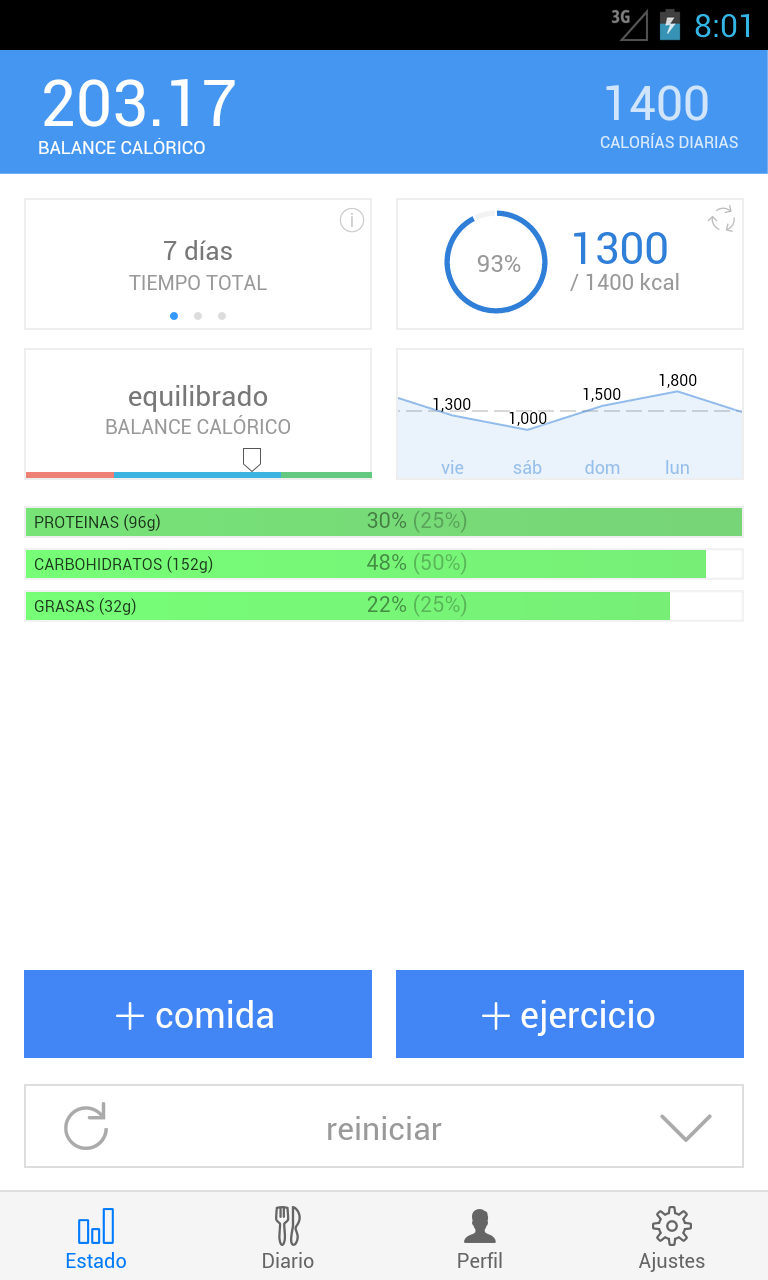 3G 8:01
203.17 1400
BALANCE CALÓRICO CALORÍAS DIARIAS
7 días
TIEMPO TOTAL
93% 1300
/ 1400 kcal
equilibrado
BALANCE CALÓRICO
1,300 1,000 1,500 1,800
vie sáb dom lun
PROTEINAS (96g) 30% (25%)
CARBOHIDRATOS (152g) 48% (50%)
GRASAS (32g) 22% (25%)
+ comida + ejercicio
reiniciar
Estado Diario Perfil Ajustes